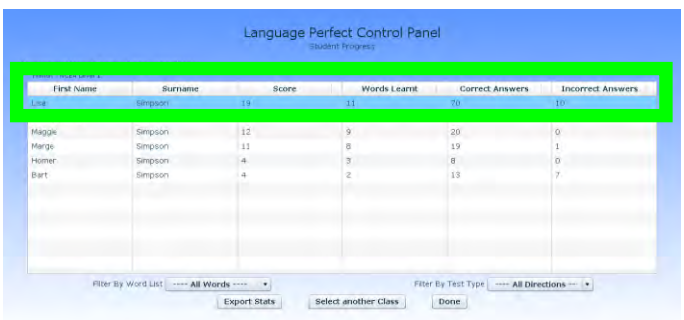 Language Perfect Control Panel
Student Progress
First Name Surname Score Words Learnt Correct Answers Incorrect Answers
Lisa Simpson 19 11 70 10
Maggie Simpson 12 9 20 0
Marge Simpson 11 8 19 1
Homer Simpson 4 3 8 0
Bart Simpson 4 2 13 7
Filter By Word List ---- All Words ---- Filter By Test Type ---- All Directions ---
Export Stats Select another Class Done